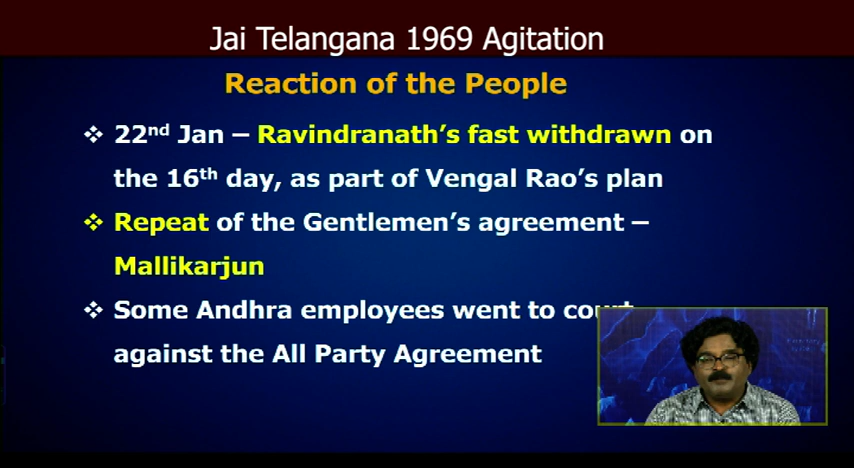 Jai Telangana 1969 Agitation
Reaction of the People
❖ 22nd Jan – Ravindranath's fast withdrawn on
the 16th day, as part of Vengal Rao's plan
❖ Repeat of the Gentlemen's agreement –
Mallikarjun
❖ Some Andhra employees went to court
against the All Party Agreement